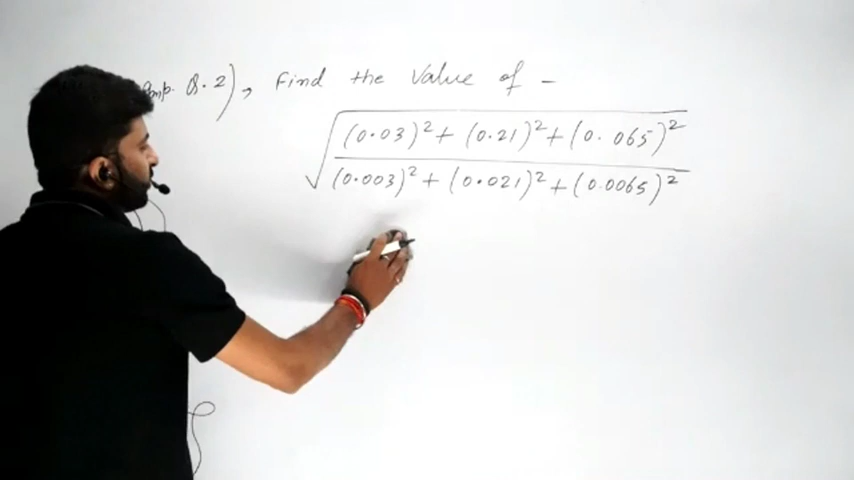 Imp. Q.2), Find the Value of -
√((0.03)² + (0.21)² + (0.065)²
(0.003)² + (0.021)² + (0.0065)²)